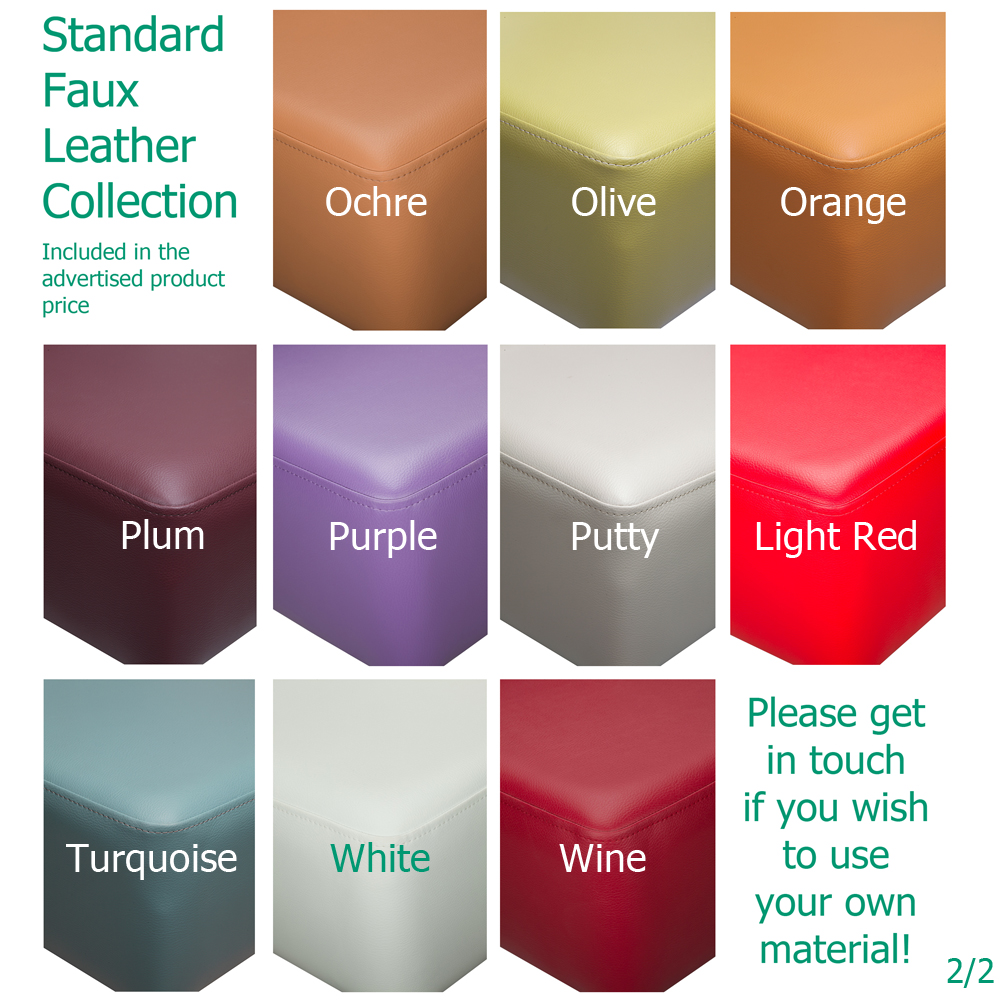 Standard
Faux
Leather
Collection
Included in the
advertised product
price
Ochre
Olive
Orange
Plum
Purple
Putty
Light Red
Turquoise
White
Wine
Please get
in touch
if you wish
to use
your own
material!
2/2